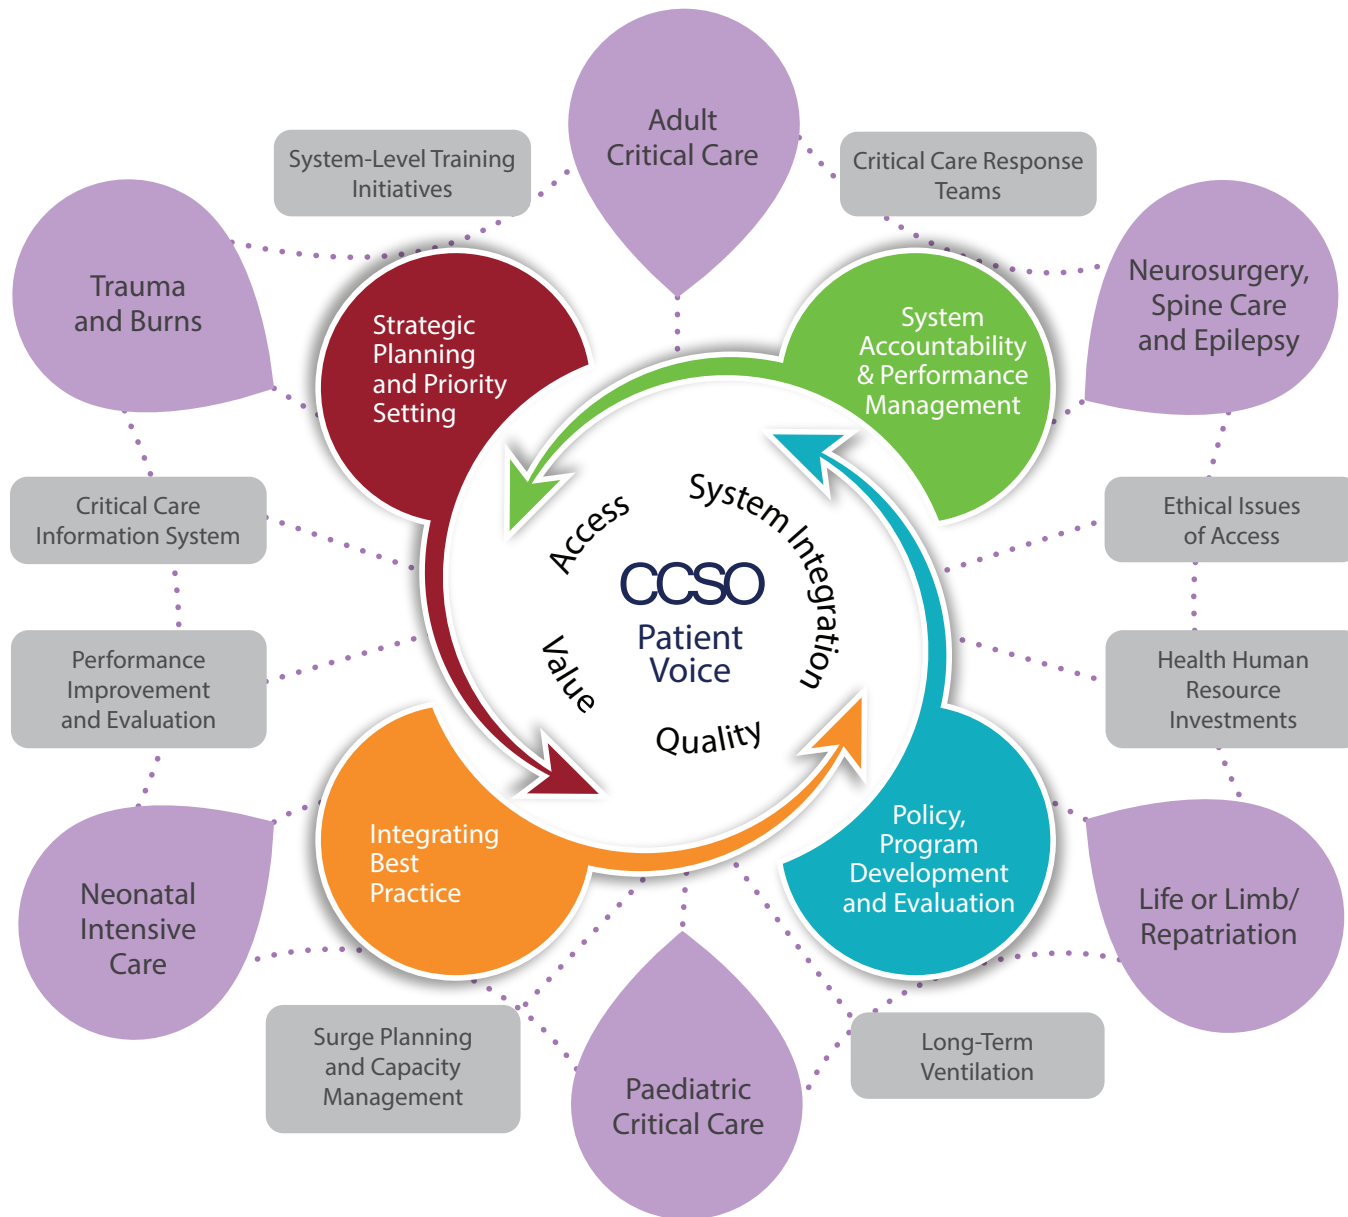 Adult
Critical Care
System-Level Training
Initiatives
Critical Care Response
Teams
Trauma
and Burns
Neurosurgery,
Spine Care
and Epilepsy
Strategic
Planning
and Priority
Setting
System
Accountability
& Performance
Management
Critical Care
Information System
Ethical Issues
of Access
Access
System Integration
CCSO
Patient
Voice
Value
Quality
Performance
Improvement
and Evaluation
Health Human
Resource
Investments
Integrating
Best
Practice
Policy,
Program
Development
and Evaluation
Neonatal
Intensive
Care
Life or Limb/
Repatriation
Surge Planning
and Capacity
Management
Long-Term
Ventilation
Paediatric
Critical Care